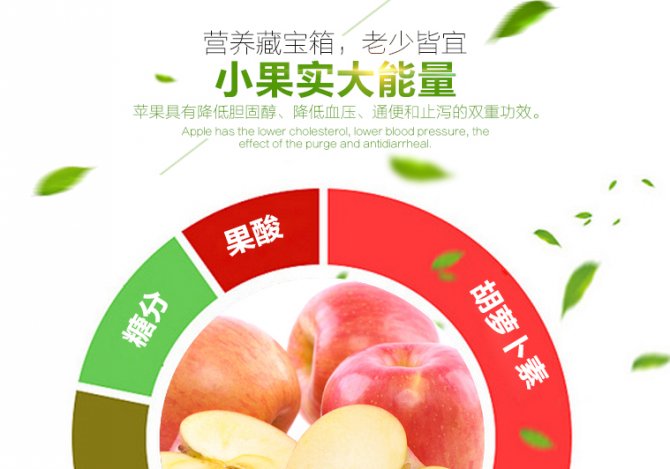 营养藏宝箱，老少皆宜
小果实大能量
苹果具有降低胆固醇、降低血压、通便和止泻的双重功效。
Apple has the lower cholesterol, lower blood pressure, the
effect of the purge and antidiarrheal.
果酸
糖分
胡萝卜素